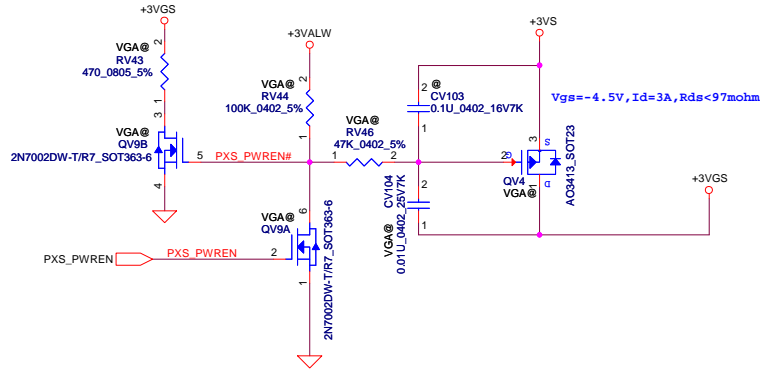 +3VGS
VGA@
RV43
470_0805_5%
2
1
3
VGA@
QV9B
2N7002DW-T/R7_SOT363-6
5
4
PXS_PWREN#
+3VALW
VGA@
RV44
100K_0402_5%
2
1
VGA@
RV46
47K_0402_5%
1
2
6
VGA@
QV9A
2
1
2N7002DW-T/R7_SOT363-6
PXS_PWREN
PXS_PWREN
+3VS
2
@
CV103
0.1U_0402_16V7K
1
Vgs=-4.5V,Id=3A,Rds<97mohm
3
S
2
G
D
1
QV4
VGA@
AO3413_SOT23
2
1
CV104
VGA@
0.01U_0402_25V7K
+3VGS